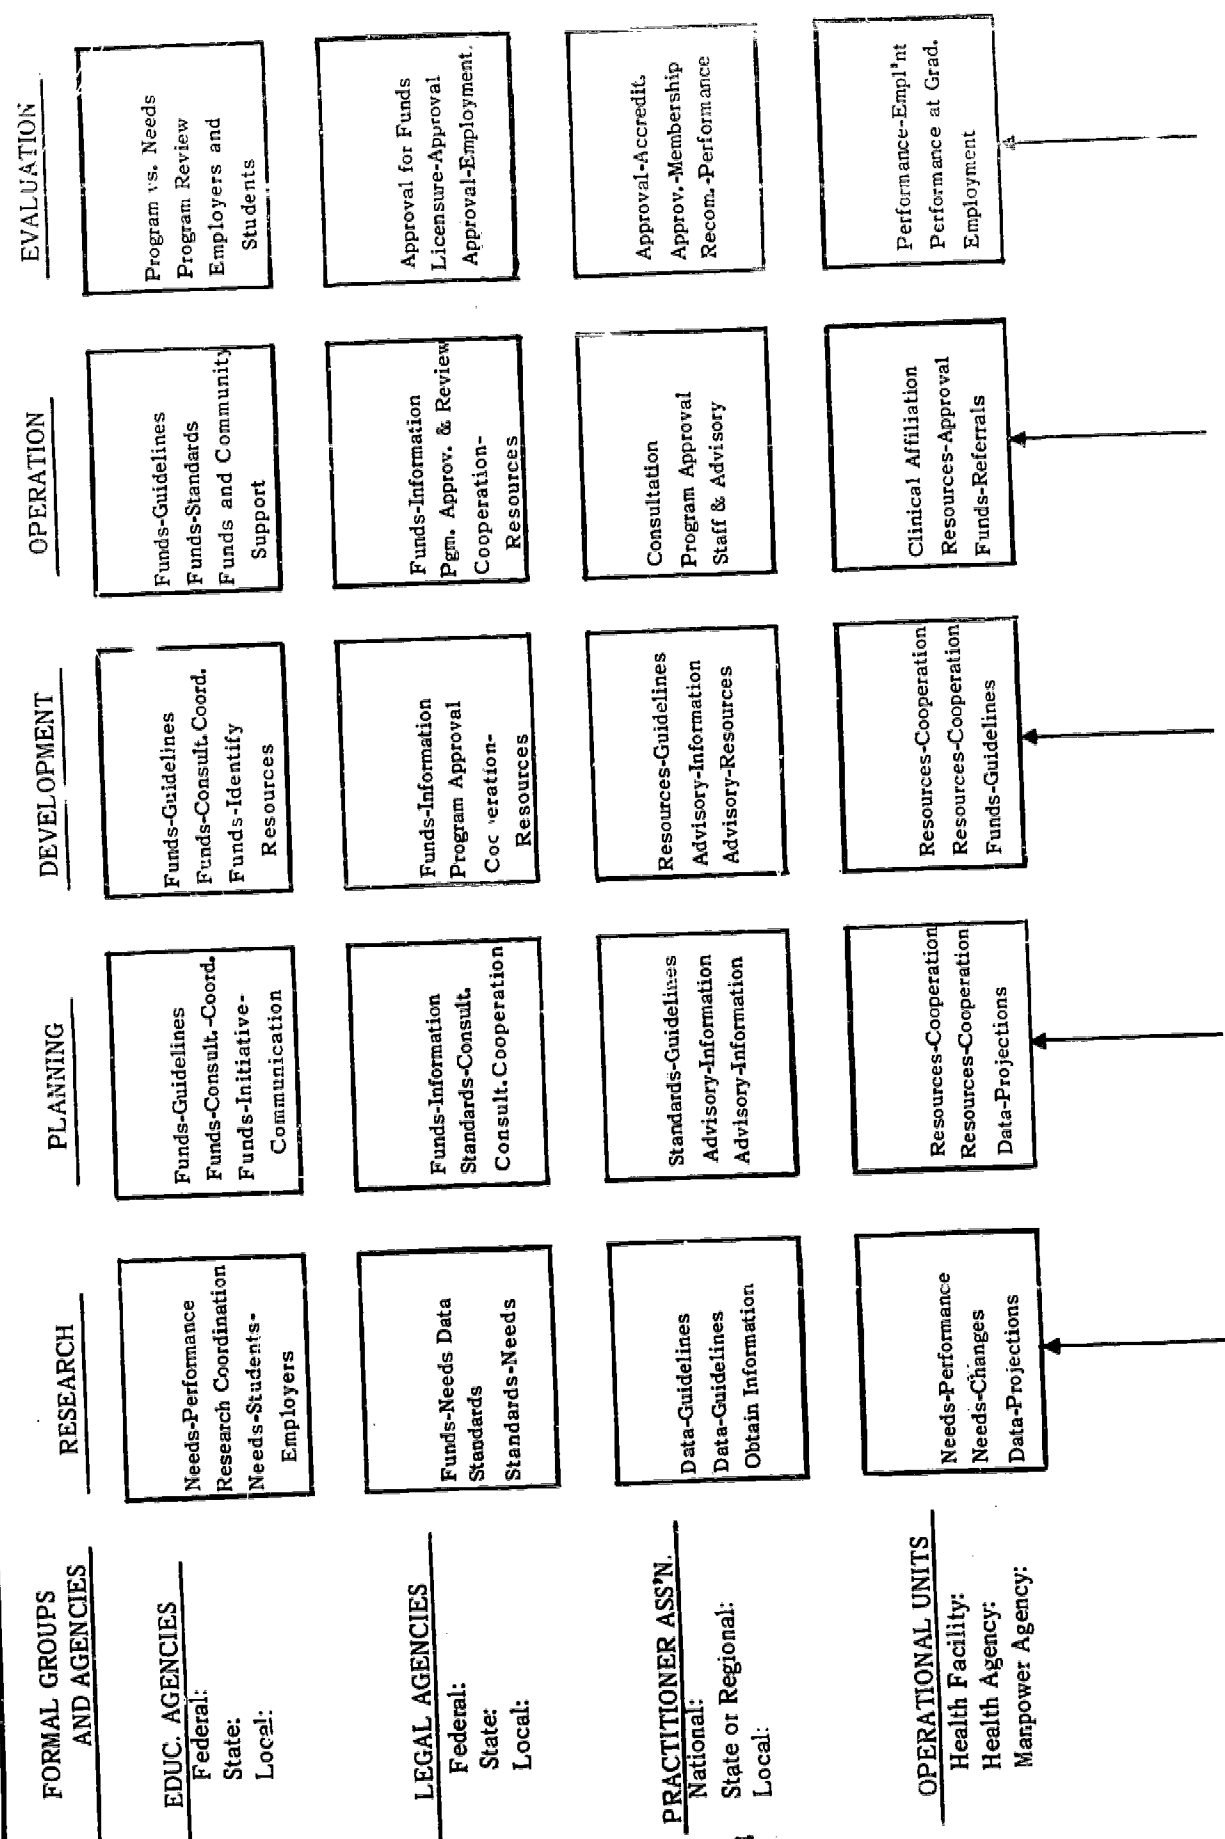 FORMAL GROUPS
AND AGENCIES
RESEARCH
PLANNING
DEVELOPMENT
OPERATION
EVALUATION
EDUC. AGENCIES
Federal:
State:
Local:
Needs-Performance
Research Coordination
Needs-Students-
Employers
Funds-Guidelines
Funds-Consult.-Coord.
Funds-Initiative-
Communication
Funds-Guidelines
Funds-Consult.Coord.
Funds-Identify
Resources
Funds-Guidelines
Funds-Standards
Funds and Community
Support
Program vs. Needs
Program Review
Employers and
Students
LEGAL AGENCIES
Federal:
State:
Local:
Funds-Needs Data
Standards
Standards-Needs
Funds-Information
Standards-Consult.
Consult.Cooperation
Funds-Information
Program Approval
Resources
Funds-Information
Pgm. Approv. & Review
Cooperation-
Resources
Approval for Funds
Licensure-Approval
Approval-Employment.
PRACTITIONER ASS'N.
National:
State or Regional:
Local:
Data-Guidelines
Data-Guidelines
Obtain Information
Standards-Guidelines
Advisory-Information
Advisory-Information
Resources-Guidelines
Advisory-Information
Advisory-Resources
Consultation
Program Approval
Staff & Advisory
Approval-Accredit.
Approv.-Membership
Recom.-Performance
OPERATIONAL UNITS
Health Facility:
Health Agency:
Manpower Agency:
Needs-Performance
Needs-Changes
Data-Projections
Resources-Cooperation
Resources-Cooperation
Data-Projections
Resources-Cooperation
Resources-Cooperation
Funds-Guidelines
Clinical Affiliation
Resources-Approval
Funds-Referrals
Performance-Empl'nt
Performance at Grad.
Employment